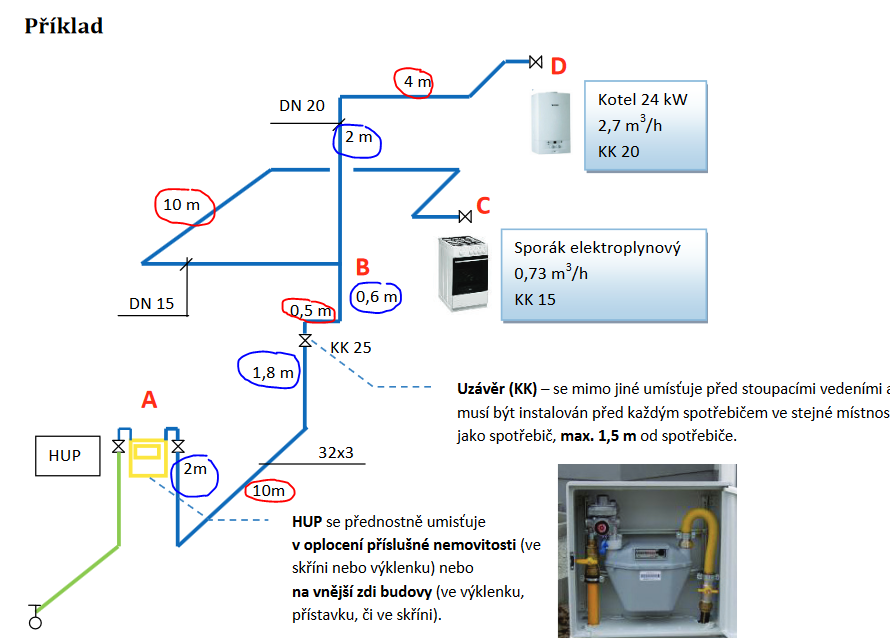 Příklad
4 m
D
DN 20
Kotel 24 kW
2,7 m³/h
KK 20
2 m
10 m
C
B
Sporák elektroplynový
0,73 m³/h
KK 15
DN 15
0,6 m
0,5 m
KK 25
1,8 m
A
Uzávěr (KK) – se mimo jiné umísťuje před stoupacími vedeními a
musí být instalován před každým spotřebičem ve stejné místnos
jako spotřebič, max. 1,5 m od spotřebiče.
HUP
2m
32x3
10m
HUP se přednostně umisťuje
v oplocení příslušné nemovitosti (ve
skříni nebo výklenku) nebo
na vnější zdi budovy (ve výklenku,
přístavku, či ve skříni).